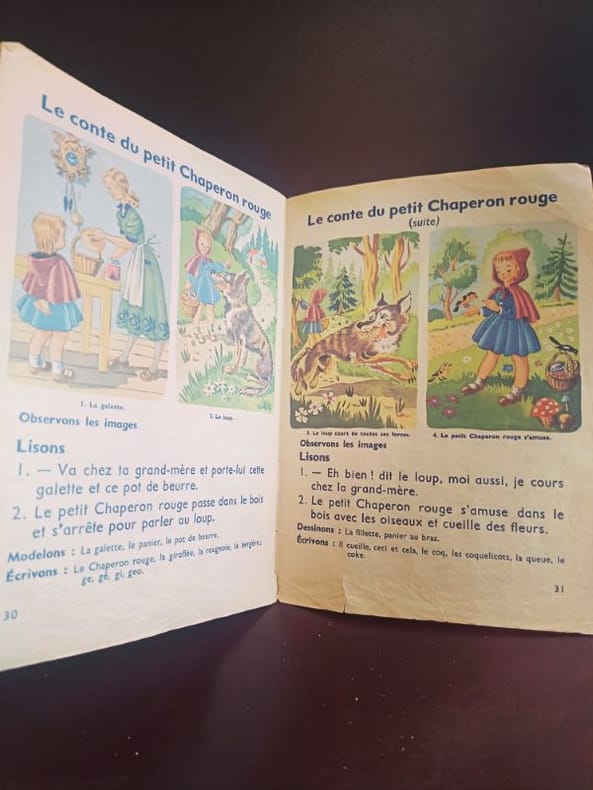 Le conte du petit Chaperon rouge
1. La galette.
2. Le loup.
Observons les images
Lisons
1. — Va chez ta grand-mère et porte-lui cette
galette et ce pot de beurre.
2. Le petit Chaperon rouge passe dans le bois
et s'arrête pour parler au loup.
Modelons : La galette, le panier, le pot de beurre.
Écrivons : Le Chaperon rouge, la giroflée, la rougeole, la bergère;
ge, gé, gi, geo.
30
Le conte du petit Chaperon rouge
(suite)
3. Le loup court de toutes ses forces.
4. Le petit Chaperon rouge s'amuse.
Observons les images
Lisons
1. — Eh bien ! dit le loup, moi aussi, je cours
chez la grand-mère.
2. Le petit Chaperon rouge s'amuse dans le
bois avec les oiseaux et cueille des fleurs.
Dessinons : La fillette, panier au bras.
Écrivons : Il cueille, ceci et cela, le coq, les coquelicots, la queue, le
coke.
31